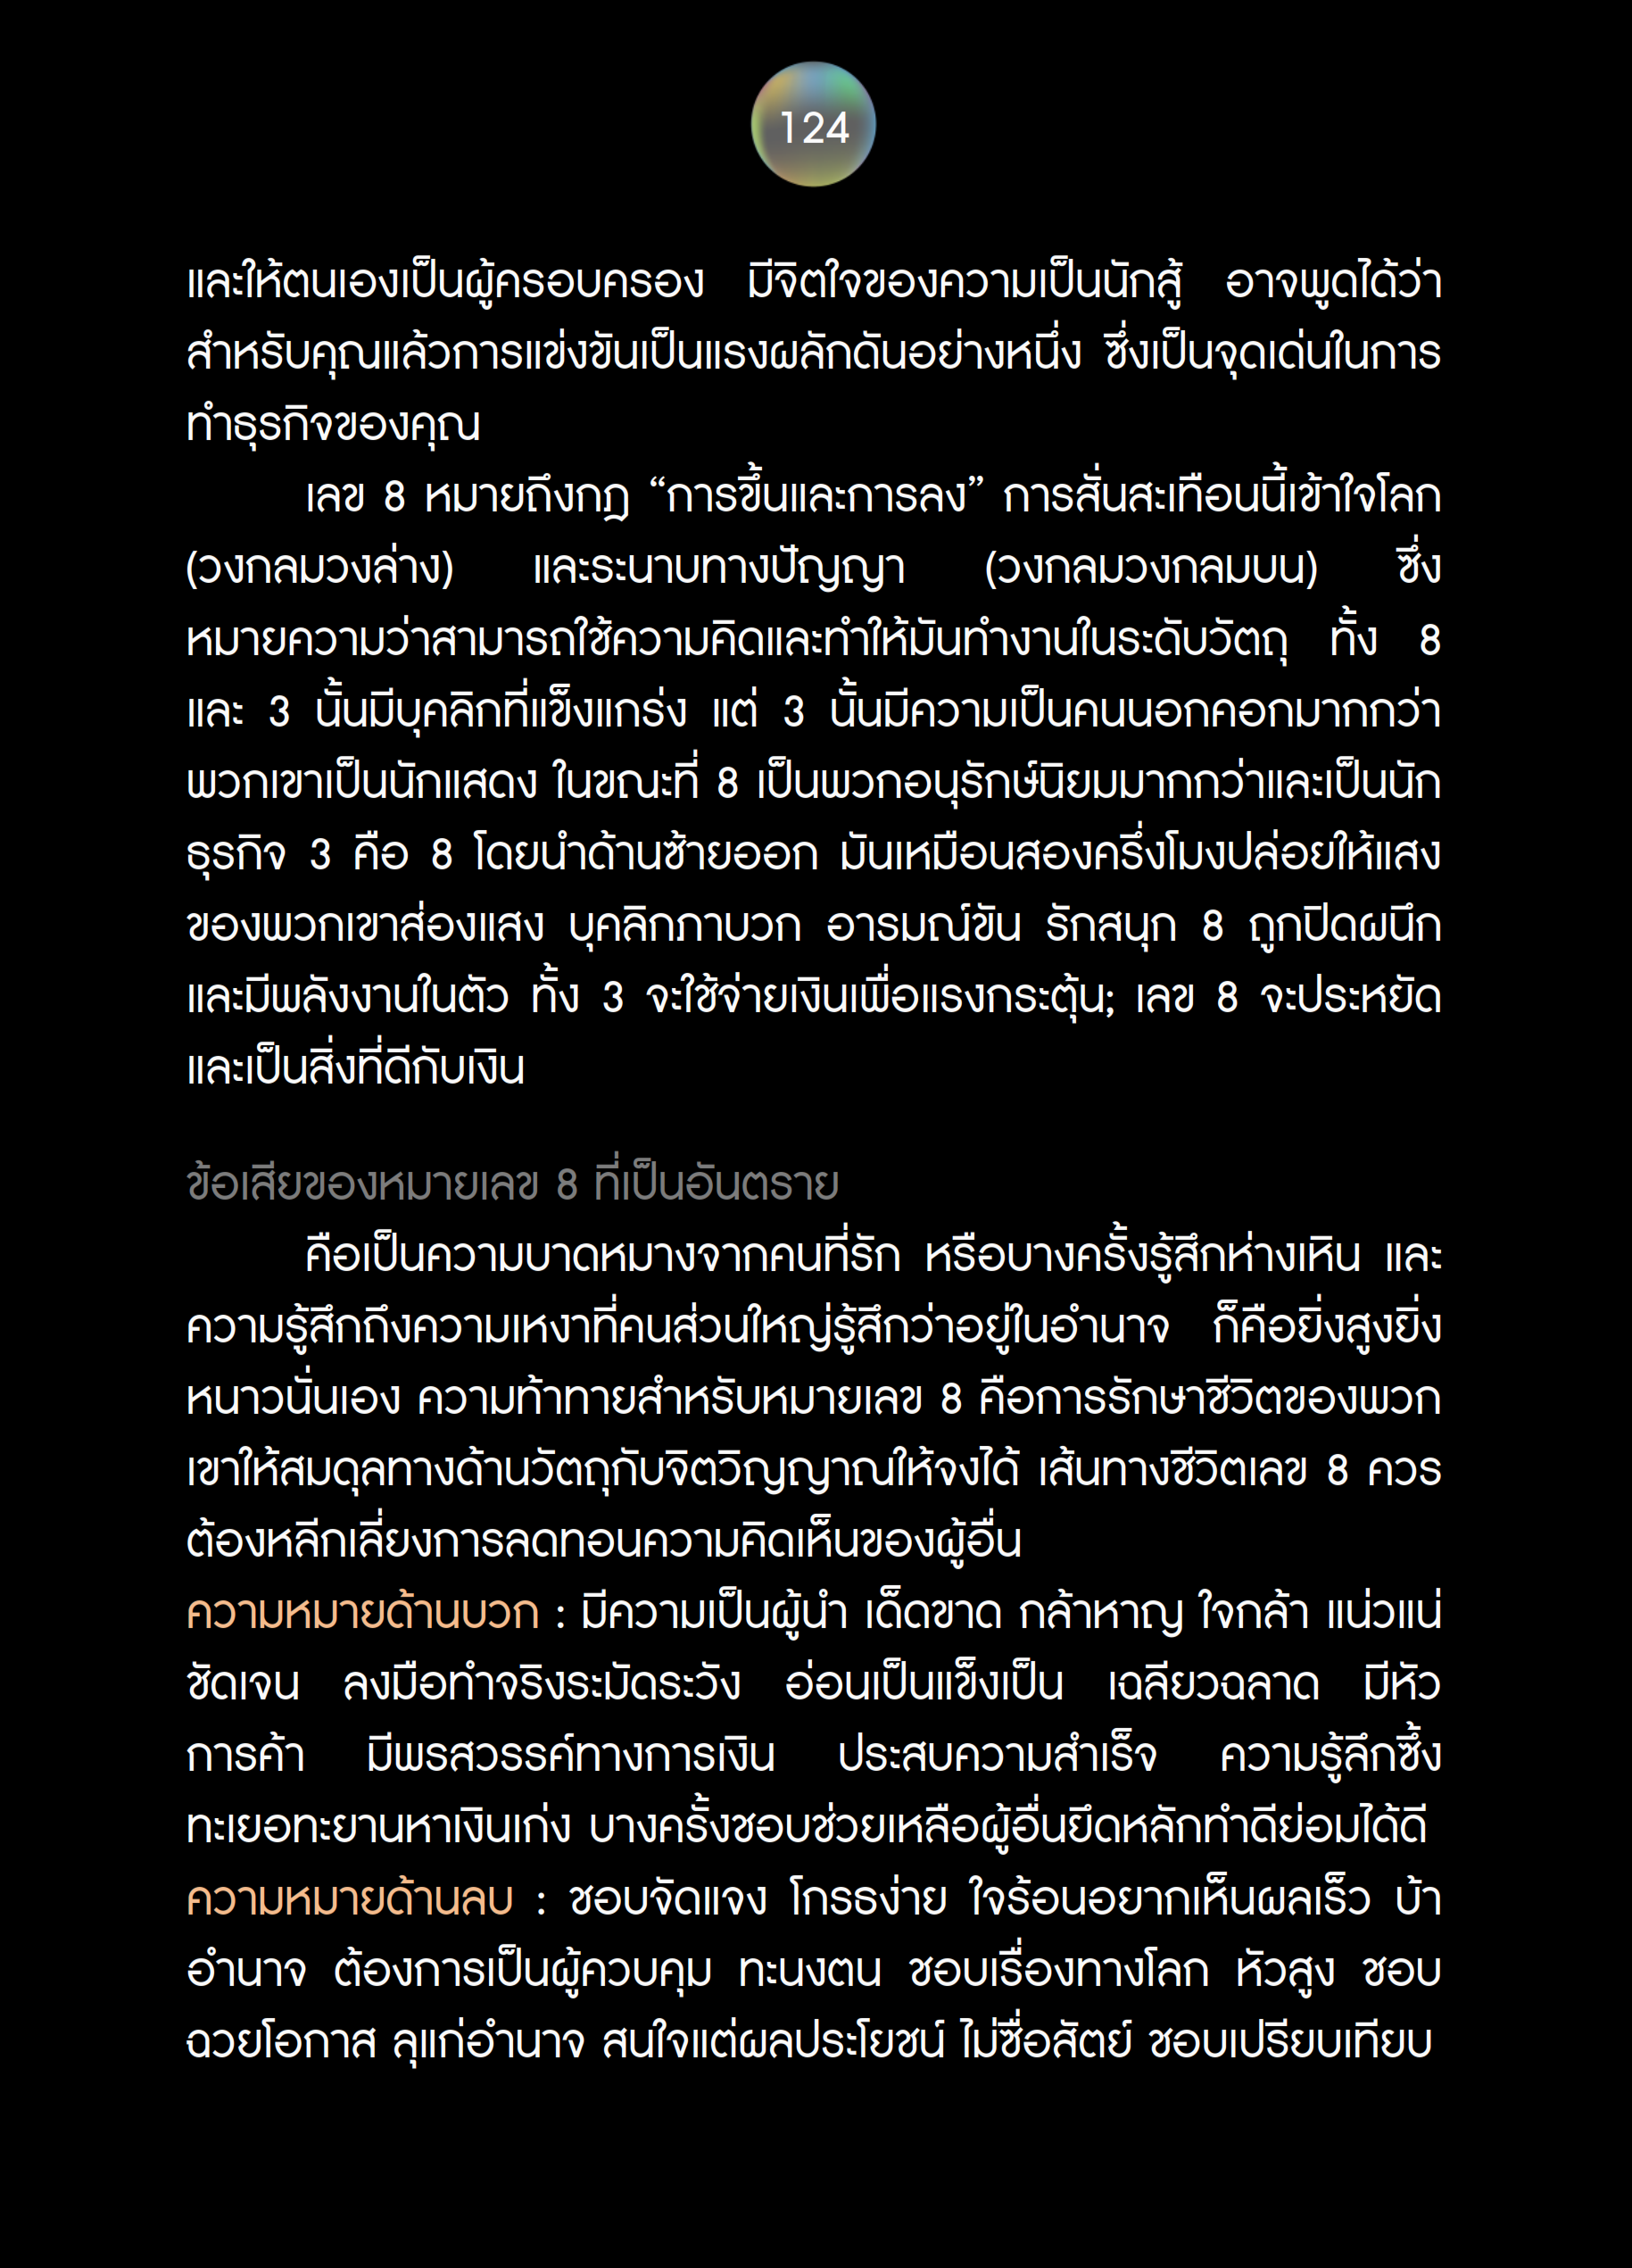 124
และให้ตนเองเป็นผู้ครอบครอง มีจิตใจของความเป็นนักสู้ อาจพูดได้ว่า
สำหรับคุณแล้วการแข่งขันเป็นแรงผลักดันอย่างหนึ่ง ซึ่งเป็นจุดเด่นในการ
ทำธุรกิจของคุณ
เลข 8 หมายถึงกฎ “การขึ้นและการลง” การสั่นสะเทือนนี้เข้าใจโลก
(วงกลมวงล่าง) และระนาบทางปัญญา (วงกลมวงกลมบน) ซึ่ง
หมายความว่าสามารถใช้ความคิดและทำให้มันทำงานในระดับวัตถุ ทั้ง 8
และ 3 นั้นมีบุคลิกที่แข็งแกร่ง แต่ 3 นั้นมีความเป็นคนนอกคอกมากกว่า
พวกเขาเป็นนักแสดง ในขณะที่ 8 เป็นพวกอนุรักษ์นิยมมากกว่าและเป็นนัก
ธุรกิจ 3 คือ 8 โดยนำด้านซ้ายออก มันเหมือนสองครึ่งโมงปล่อยให้แสง
ของพวกเขาส่องแสง บุคลิกภาบวก อารมณ์ขัน รักสนุก 8 ถูกปิดผนึก
และมีพลังงานในตัว ทั้ง 3 จะใช้จ่ายเงินเพื่อแรงกระตุ้น; เลข 8 จะประหยัด
และเป็นสิ่งที่ดีกับเงิน
ข้อเสียของหมายเลข 8 ที่เป็นอันตราย
คือเป็นความบาดหมางจากคนที่รัก หรือบางครั้งรู้สึกห่างเหิน และ
ความรู้สึกถึงความเหงาที่คนส่วนใหญ่รู้สึกว่าอยู่ในอำนาจ ก็คือยิ่งสูงยิ่ง
หนาวนั่นเอง ความท้าทายสำหรับหมายเลข 8 คือการรักษาชีวิตของพวก
เขาให้สมดุลทางด้านวัตถุกับจิตวิญญาณให้จงได้ เส้นทางชีวิตเลข 8 ควร
ต้องหลีกเลี่ยงการลดทอนความคิดเห็นของผู้อื่น
ความหมายด้านบวก : มีความเป็นผู้นำ เด็ดขาด กล้าหาญ ใจกล้า แน่วแน่
ชัดเจน ลงมือทำจริงระมัดระวัง อ่อนเป็นแข็งเป็น เฉลียวฉลาด มีหัว
การค้า มีพรสวรรค์ทางการเงิน ประสบความสำเร็จ ความรู้ลึกซึ้ง
ทะเยอทะยานหาเงินเก่ง บางครั้งชอบช่วยเหลือผู้อื่นยึดหลักทำดีย่อมได้ดี
ความหมายด้านลบ : ชอบจัดแจง โกรธง่าย ใจร้อนอยากเห็นผลเร็ว บ้า
อำนาจ ต้องการเป็นผู้ควบคุม ทะนงตน ชอบเรื่องทางโลก หัวสูง ชอบ
ฉวยโอกาส ลุแก่อำนาจ สนใจแต่ผลประโยชน์ ไม่ซื่อสัตย์ ชอบเปรียบเทียบ